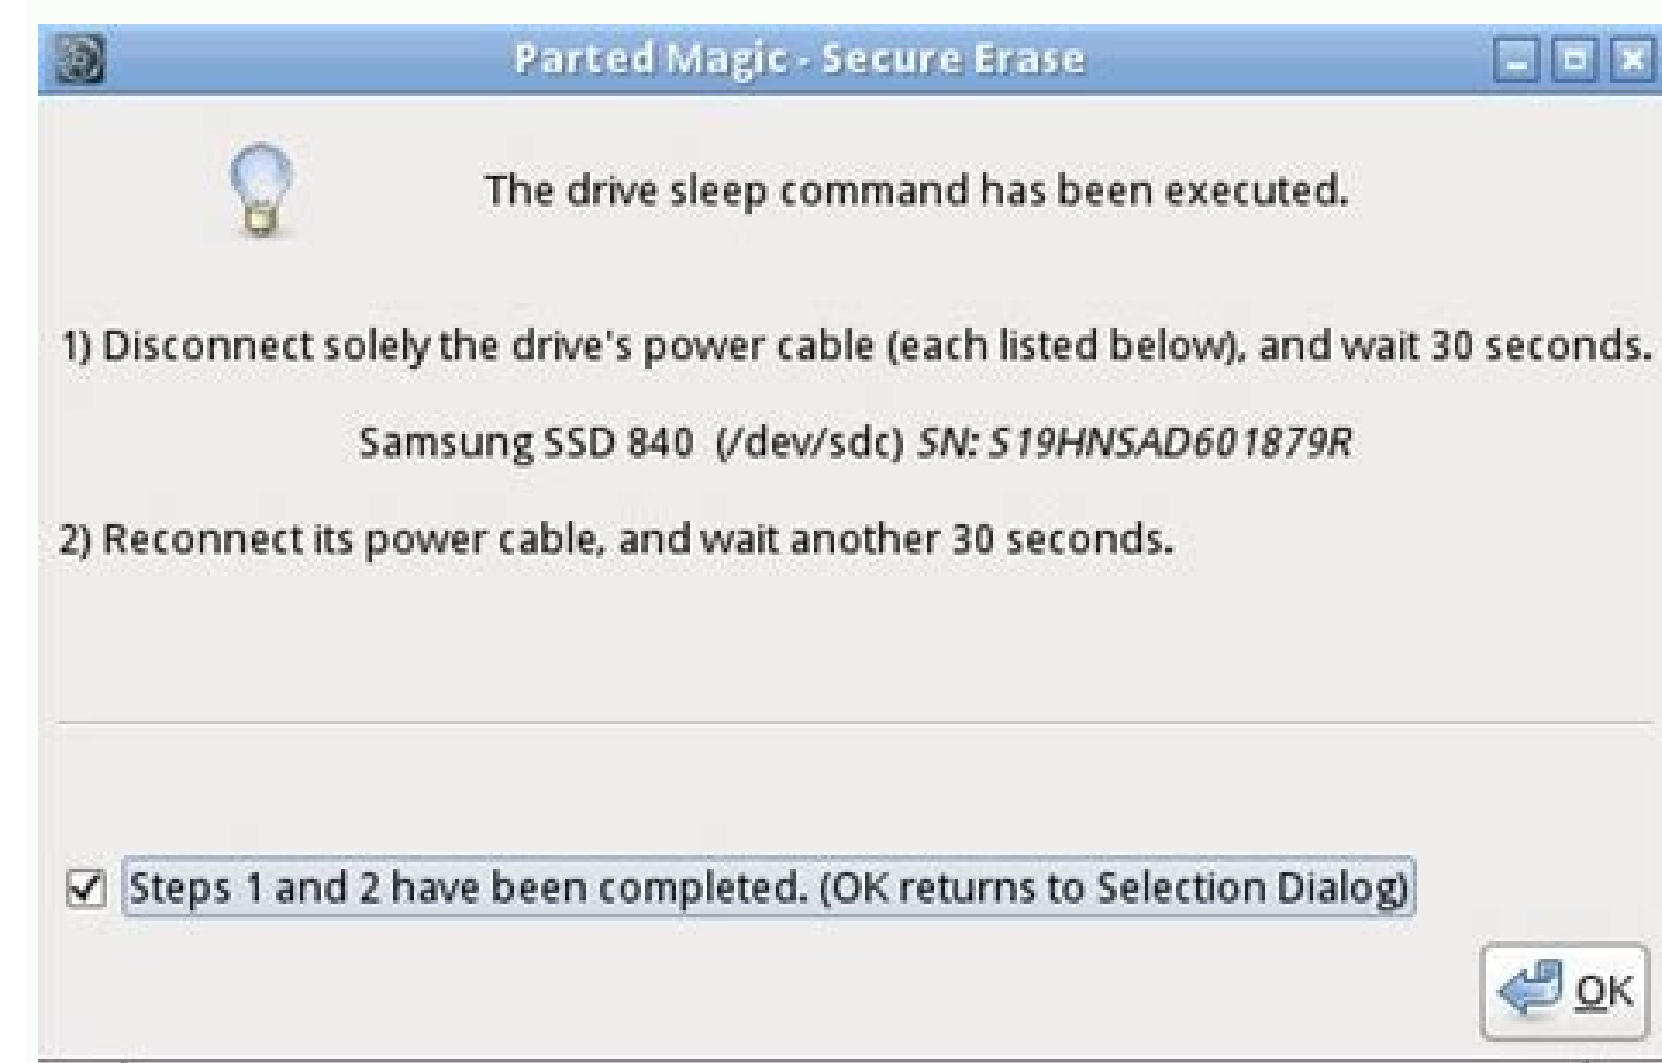 Parted Magic - Secure Erase
The drive sleep command has been executed.
1) Disconnect solely the drive's power cable (each listed below), and wait 30 seconds.
Samsung SSD 840 (/dev/sdc) SN: S19HNSAD601879R
2) Reconnect its power cable, and wait another 30 seconds.
Steps 1 and 2 have been completed. (OK returns to Selection Dialog)
OK